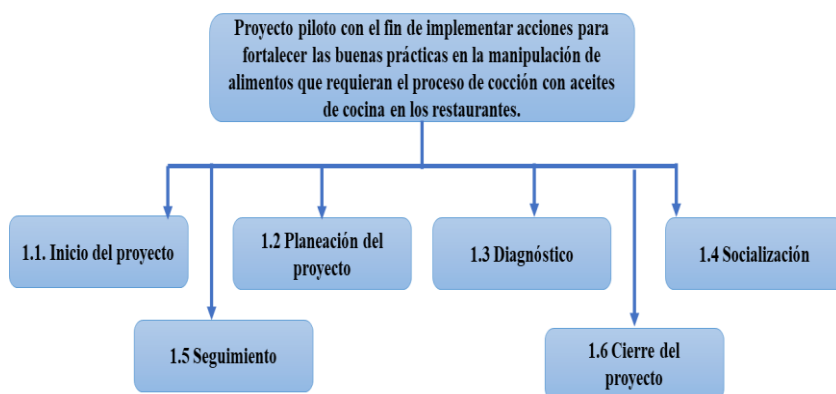 Proyecto piloto con el fin de implementar acciones para
fortalecer las buenas prácticas en la manipulación de
alimentos que requieran el proceso de cocción con aceites
de cocina en los restaurantes.
1.1. Inicio del proyecto
1.2 Planeación del
proyecto
1.3 Diagnóstico
1.4 Socialización
1.5 Seguimiento
1.6 Cierre del
proyecto